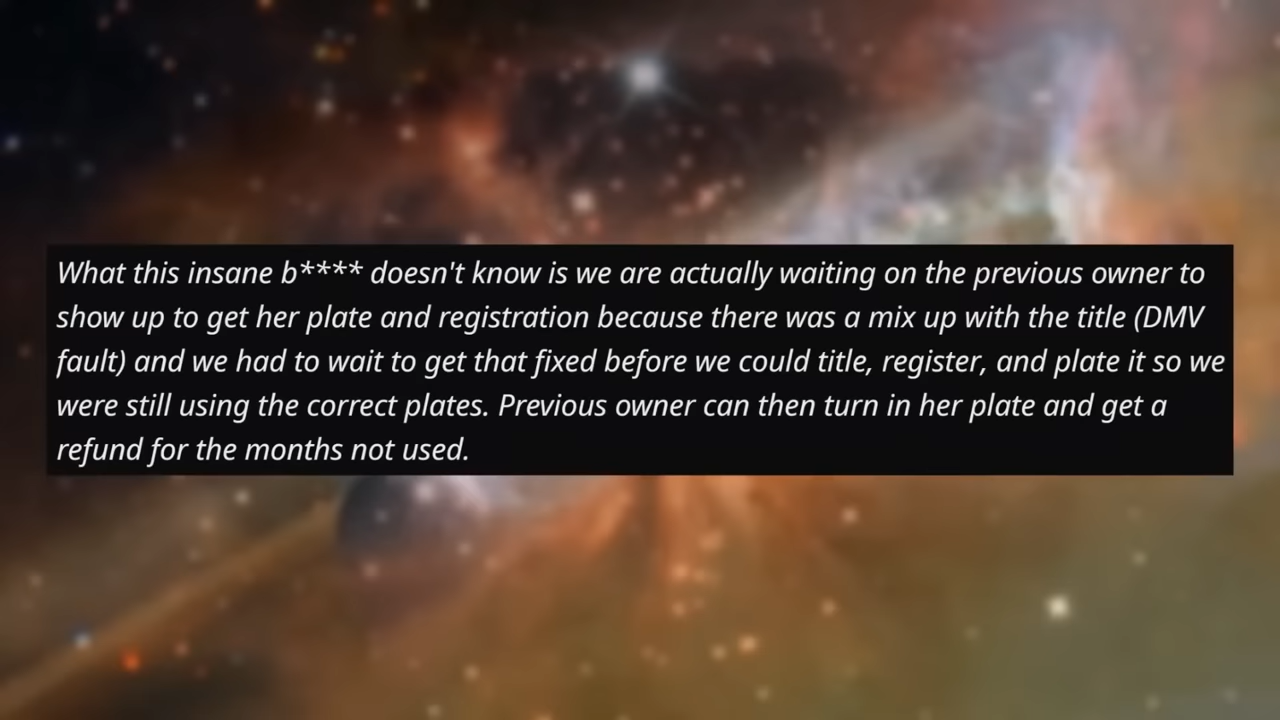 What this insane b**** doesn't know is we are actually waiting on the previous owner to
show up to get her plate and registration because there was a mix up with the title (DMV
fault) and we had to wait to get that fixed before we could title, register, and plate it so we
were still using the correct plates. Previous owner can then turn in her plate and get a
refund for the months not used.